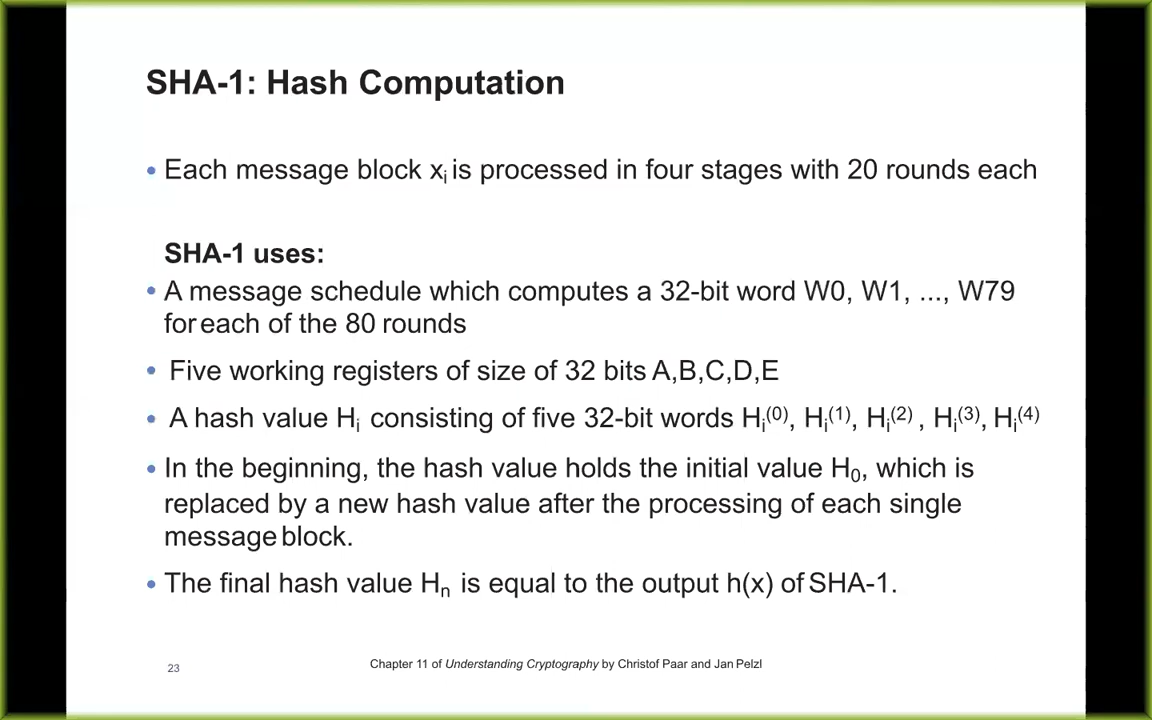 SHA-1: Hash Computation
• Each message block xᵢ is processed in four stages with 20 rounds each
SHA-1 uses:
• A message schedule which computes a 32-bit word W0, W1, ..., W79
for each of the 80 rounds
• Five working registers of size of 32 bits A,B,C,D,E
• A hash value Hᵢ consisting of five 32-bit words Hᵢ⁽⁰⁾, Hᵢ⁽¹⁾, Hᵢ⁽²⁾ , Hᵢ⁽³⁾, Hᵢ⁽⁴⁾
• In the beginning, the hash value holds the initial value H₀, which is
replaced by a new hash value after the processing of each single
message block.
• The final hash value Hₙ is equal to the output h(x) of SHA-1.
23
Chapter 11 of Understanding Cryptography by Christof Paar and Jan Pelzl